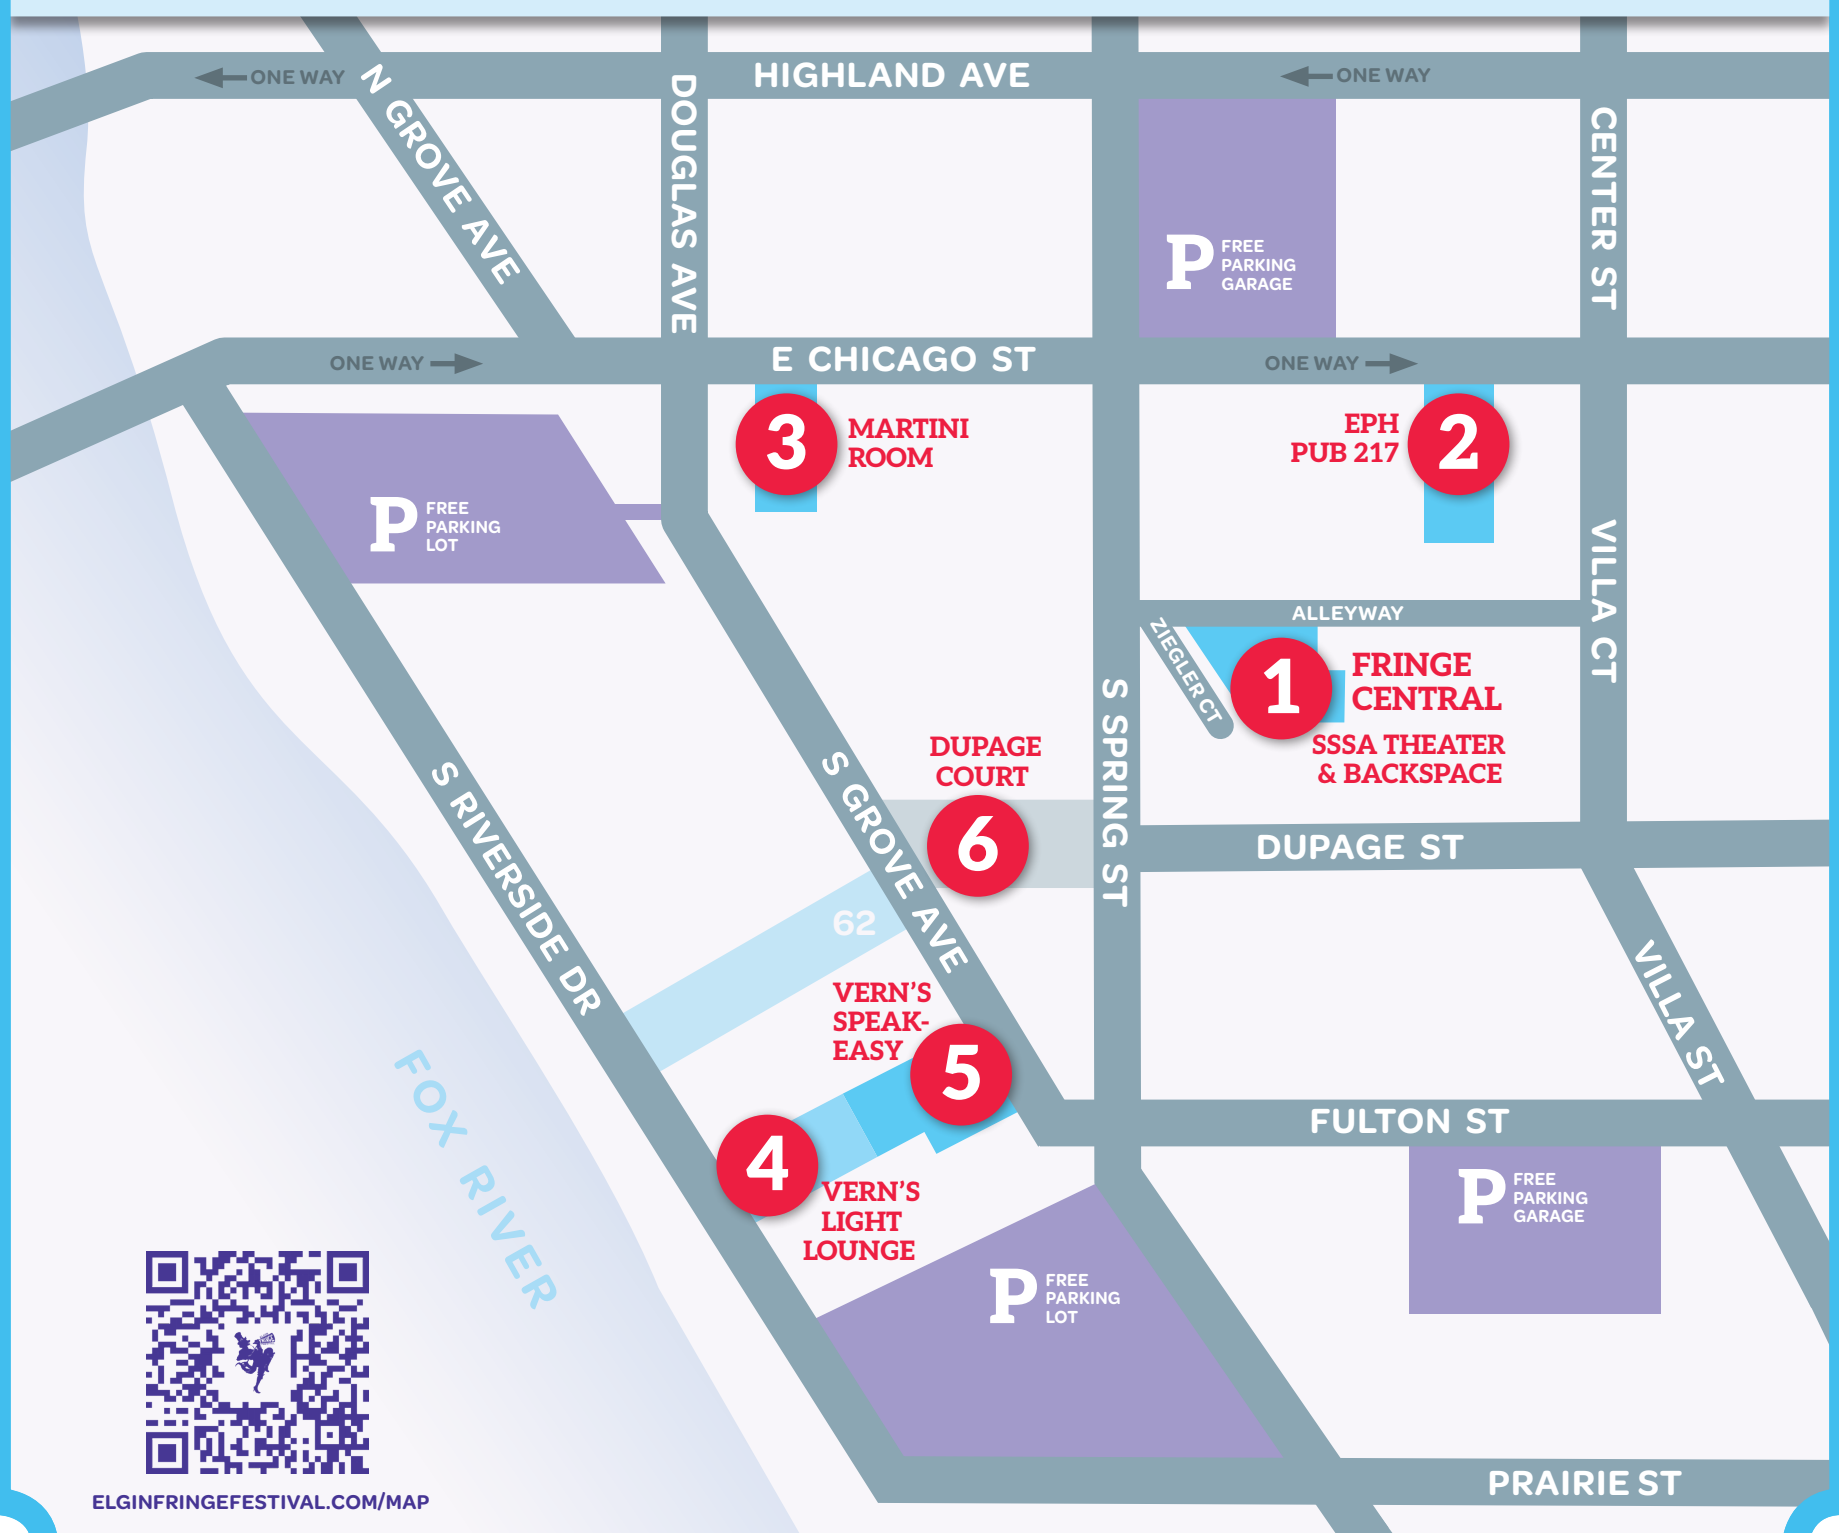 ONE WAY
N GROVE AVE
DOUGLAS AVE
HIGHLAND AVE
ONE WAY
CENTER ST
P FREE
PARKING
GARAGE
ONE WAY
E CHICAGO ST
ONE WAY
3 MARTINI
ROOM
EPH
PUB 217
2
P FREE
PARKING
LOT
VILLA CT
ALLEYWAY
ZIEGLER CT
1
FRINGE
CENTRAL
SSSA THEATER
& BACKSPACE
S SPRING ST
DUPAGE
COURT
6
S GROVE AVE
S RIVERSIDE DR
DUPAGE ST
62
VERN'S
SPEAK-
EASY
5
VILLA ST
FOX RIVER
FULTON ST
4
VERN'S
LIGHT
LOUNGE
P FREE
PARKING
GARAGE
P FREE
PARKING
LOT
PRAIRIE ST
ELGINFRINGEFESTIVAL.COM/MAP